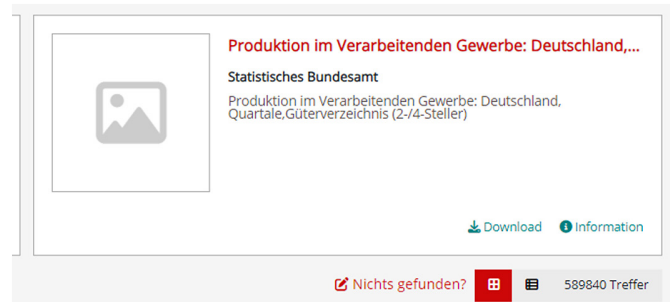 Produktion im Verarbeitenden Gewerbe: Deutschland,...
Statistisches Bundesamt
Produktion im Verarbeitenden Gewerbe: Deutschland,
Quartale,Güterverzeichnis (2-/4-Steller)
Download Information
Nichts gefunden? 589840 Treffer